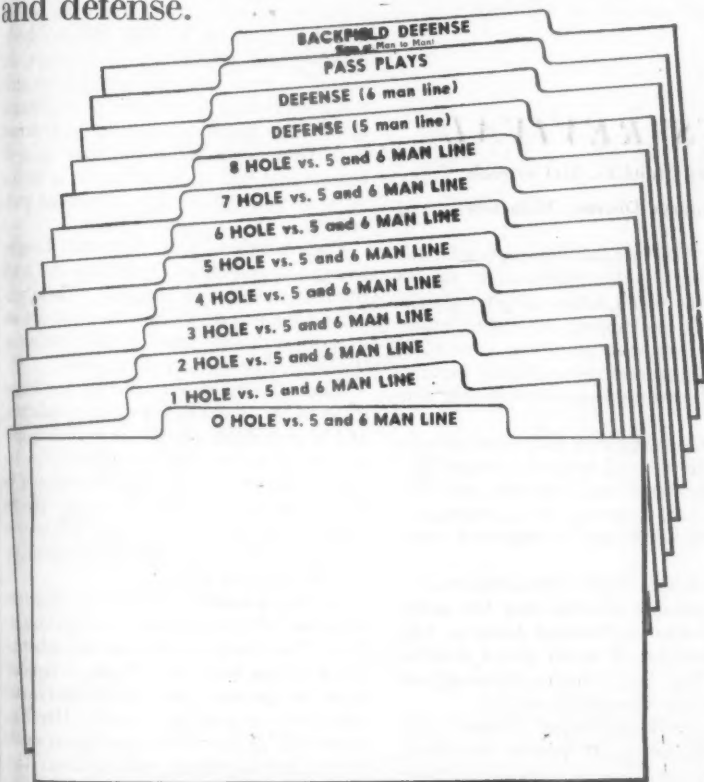 and defense.
BACKFIELD DEFENSE
Man to Man)
PASS PLAYS
DEFENSE (6 man line)
DEFENSE (5 man line)
8 HOLE vs. 5 and 6 MAN LINE
7 HOLE vs. 5 and 6 MAN LINE
6 HOLE vs. 5 and 6 MAN LINE
5 HOLE vs. 5 and 6 MAN LINE
4 HOLE vs. 5 and 6 MAN LINE
3 HOLE vs. 5 and 6 MAN LINE
2 HOLE vs. 5 and 6 MAN LINE
1 HOLE vs. 5 and 6 MAN LINE
O HOLE vs. 5 and 6 MAN LINE